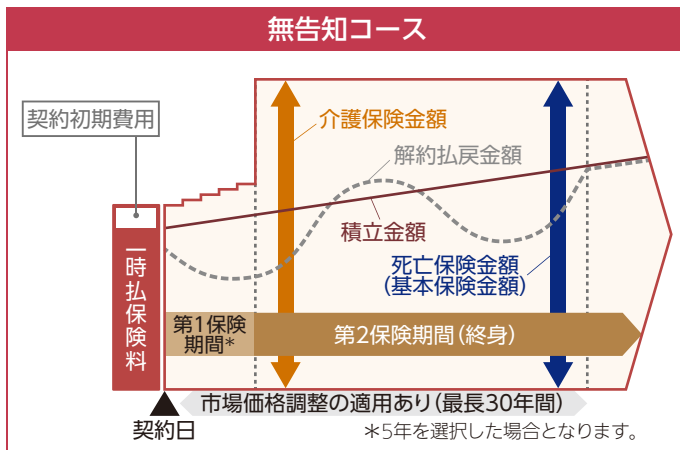 無告知コース
契約初期費用
介護保険金額
解約払戻金額
積立金額
死亡保険金額
(基本保険金額)
一時払保険料
第1保険
期間*
第2保険期間(終身)
市場価格調整の適用あり(最長30年間)
契約日
*5年を選択した場合となります。